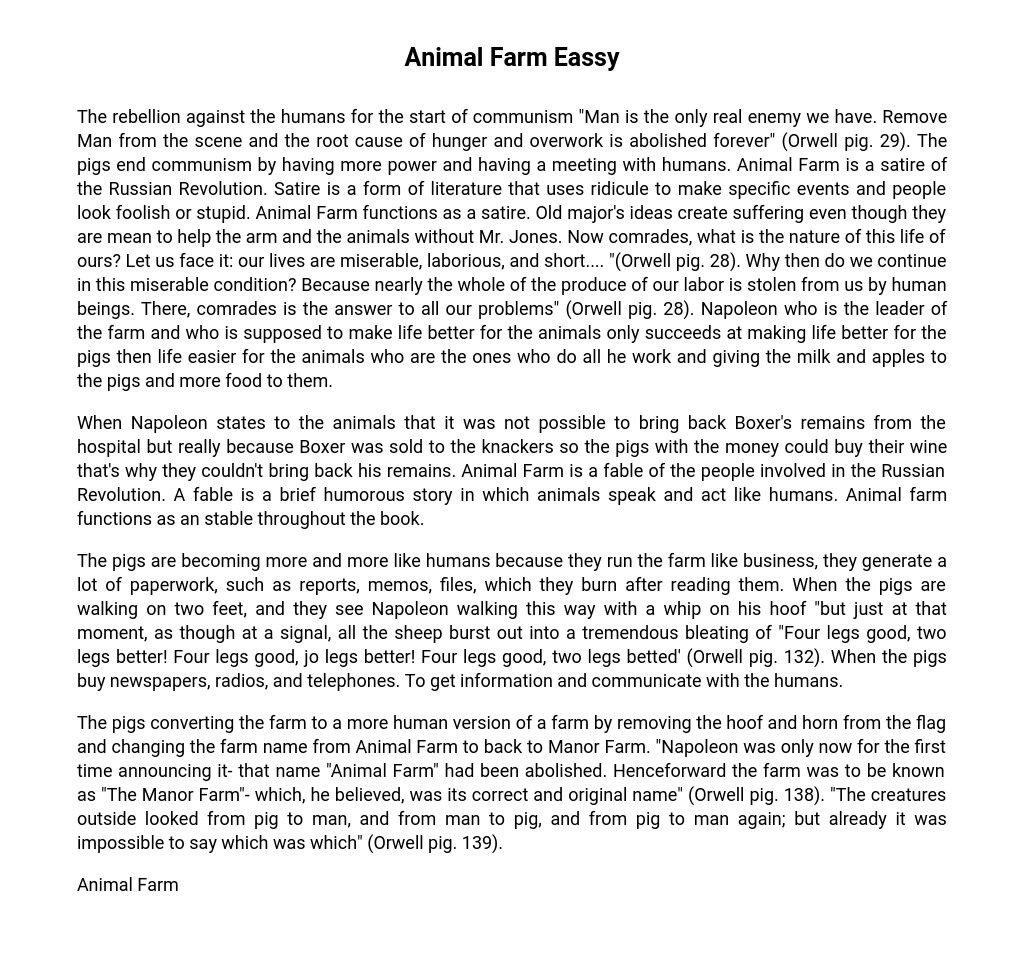 Animal Farm Eassy
The rebellion against the humans for the start of communism "Man is the only real enemy we have. Remove
Man from the scene and the root cause of hunger and overwork is abolished forever" (Orwell pig. 29). The
pigs end communism by having more power and having a meeting with humans. Animal Farm is a satire of
the Russian Revolution. Satire is a form of literature that uses ridicule to make specific events and people
look foolish or stupid. Animal Farm functions as a satire. Old major's ideas create suffering even though they
are mean to help the arm and the animals without Mr. Jones. Now comrades, what is the nature of this life of
ours? Let us face it: our lives are miserable, laborious, and short.... "(Orwell pig. 28). Why then do we continue
in this miserable condition? Because nearly the whole of the produce of our labor is stolen from us by human
beings. There, comrades is the answer to all our problems" (Orwell pig. 28). Napoleon who is the leader of
the farm and who is supposed to make life better for the animals only succeeds at making life better for the
pigs then life easier for the animals who are the ones who do all he work and giving the milk and apples to
the pigs and more food to them.
When Napoleon states to the animals that it was not possible to bring back Boxer's remains from the
hospital but really because Boxer was sold to the knackers so the pigs with the money could buy their wine
that's why they couldn't bring back his remains. Animal Farm is a fable of the people involved in the Russian
Revolution. A fable is a brief humorous story in which animals speak and act like humans. Animal farm
functions as an stable throughout the book.
The pigs are becoming more and more like humans because they run the farm like business, they generate a
lot of paperwork, such as reports, memos, files, which they burn after reading them. When the pigs are
walking on two feet, and they see Napoleon walking this way with a whip on his hoof "but just at that
moment, as though at a signal, all the sheep burst out into a tremendous bleating of "Four legs good, two
legs better! Four legs good, jo legs better! Four legs good, two legs betted' (Orwell pig. 132). When the pigs
buy newspapers, radios, and telephones. To get information and communicate with the humans.
The pigs converting the farm to a more human version of a farm by removing the hoof and horn from the flag
and changing the farm name from Animal Farm to back to Manor Farm. "Napoleon was only now for the first
time announcing it- that name "Animal Farm" had been abolished. Henceforward the farm was to be known
as "The Manor Farm"- which, he believed, was its correct and original name" (Orwell pig. 138). "The creatures
outside looked from pig to man, and from man to pig, and from pig to man again; but already it was
impossible to say which was which" (Orwell pig. 139).
Animal Farm